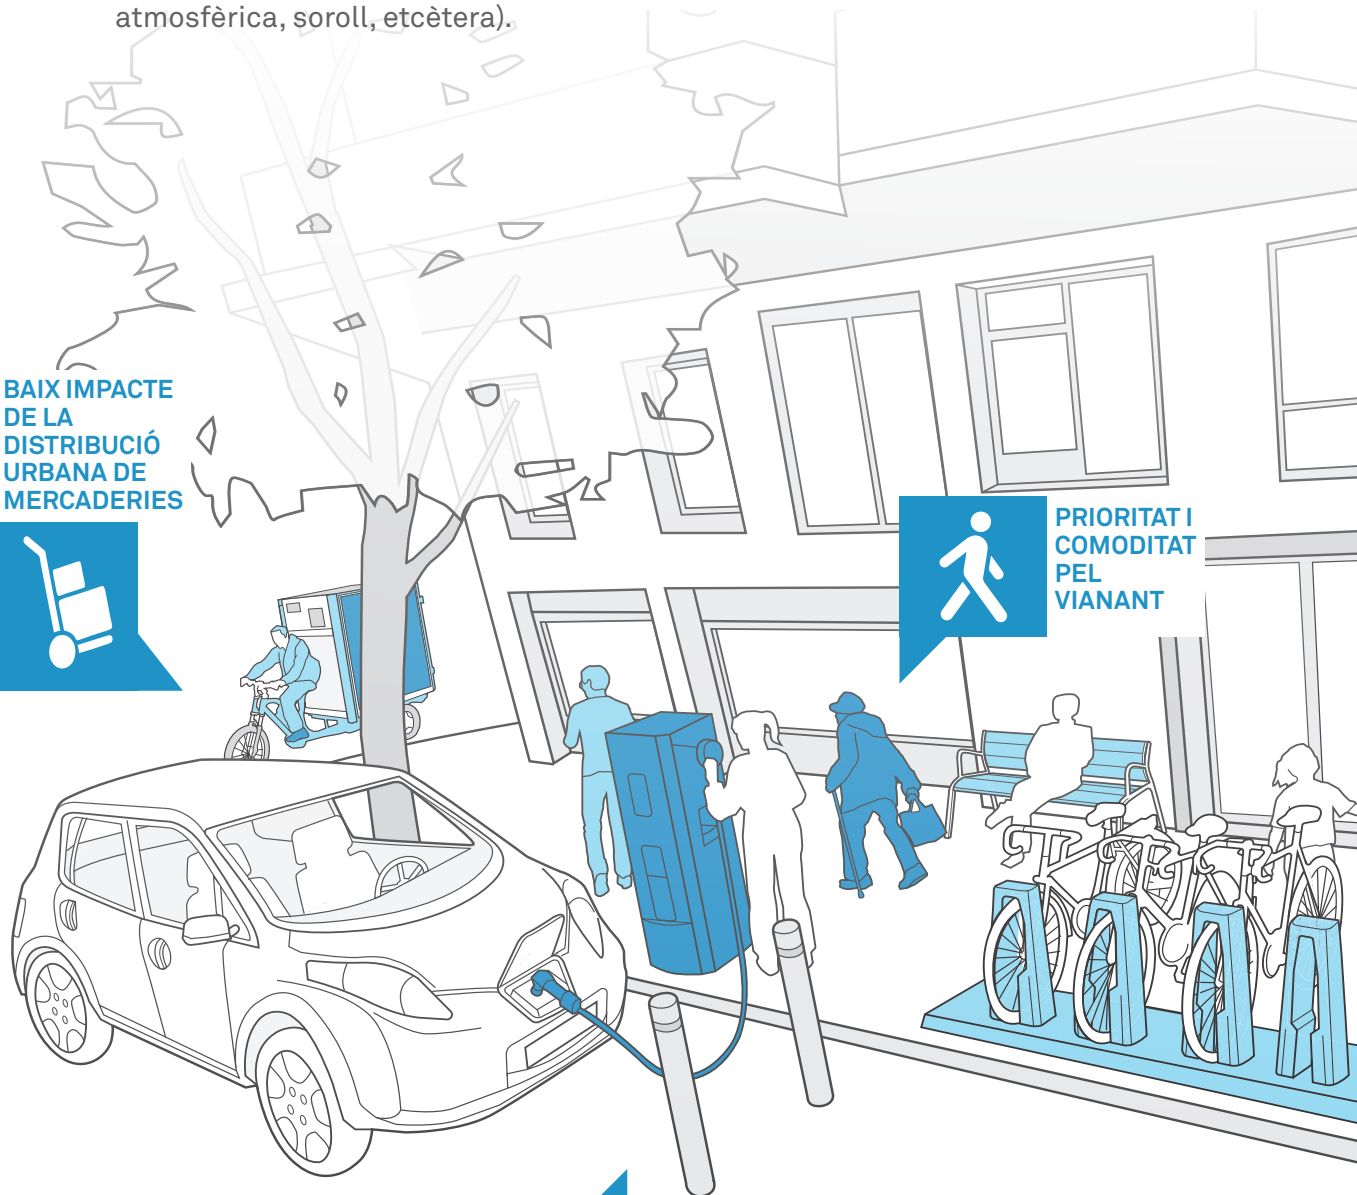 atmosfèrica, soroll, etcètera).
BAIX IMPACTE
DE LA
DISTRIBUCIÓ
URBANA DE
MERCADERIES
PRIORITAT I
COMODITAT
PEL
VIANANT